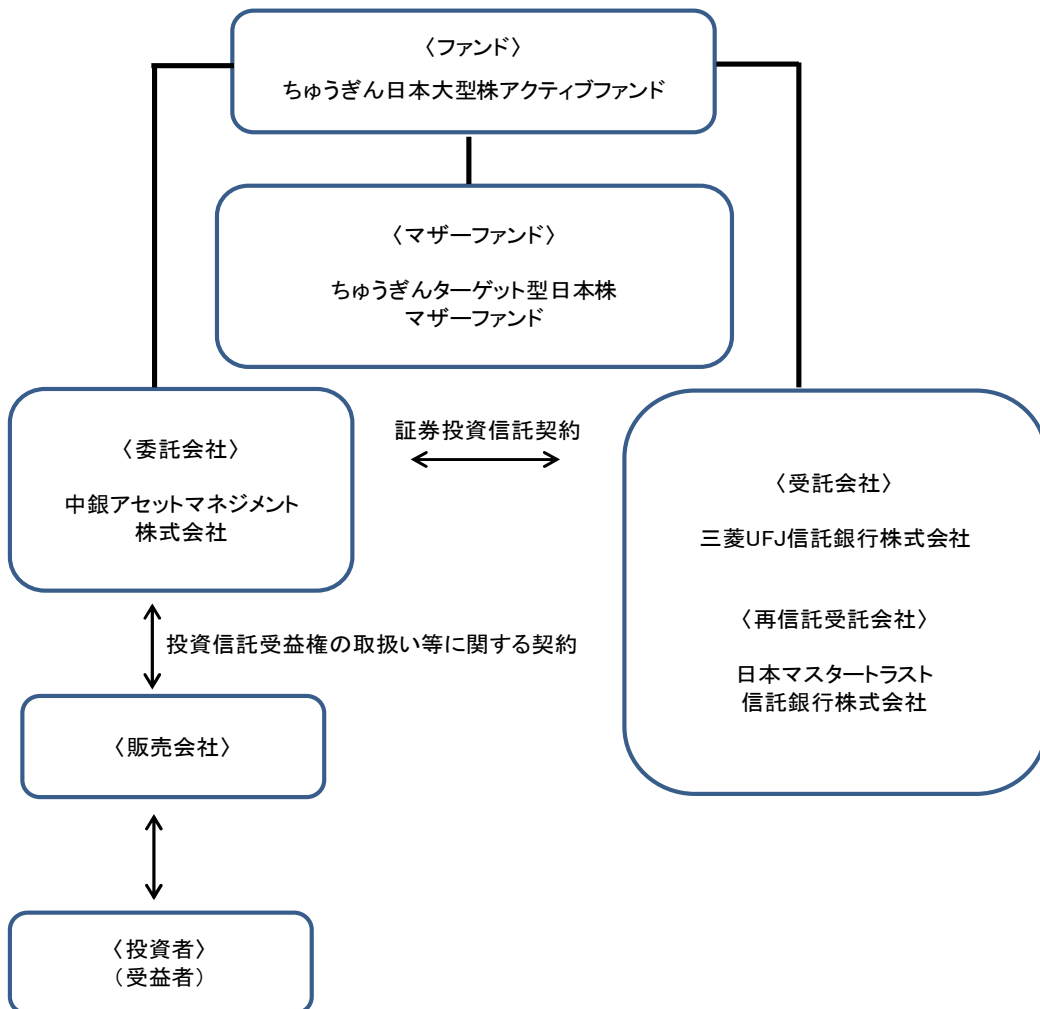 〈ファンド〉
ちゅうぎん日本大型株アクティブファンド
〈マザーファンド〉
ちゅうぎんターゲット型日本株
マザーファンド
〈委託会社〉
中銀アセットマネジメント
株式会社
証券投資信託契約
〈受託会社〉
三菱UFJ信託銀行株式会社
〈再信託受託会社〉
日本マスタートラスト
信託銀行株式会社
投資信託受益権の取扱い等に関する契約
〈販売会社〉
〈投資者〉
（受益者）